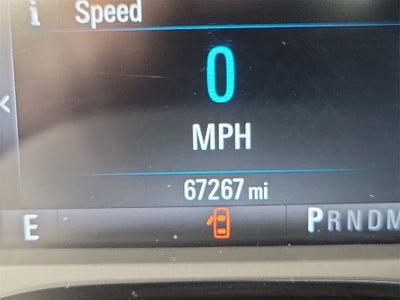 i Speed
0
MPH
67267 mi
E PRNDM